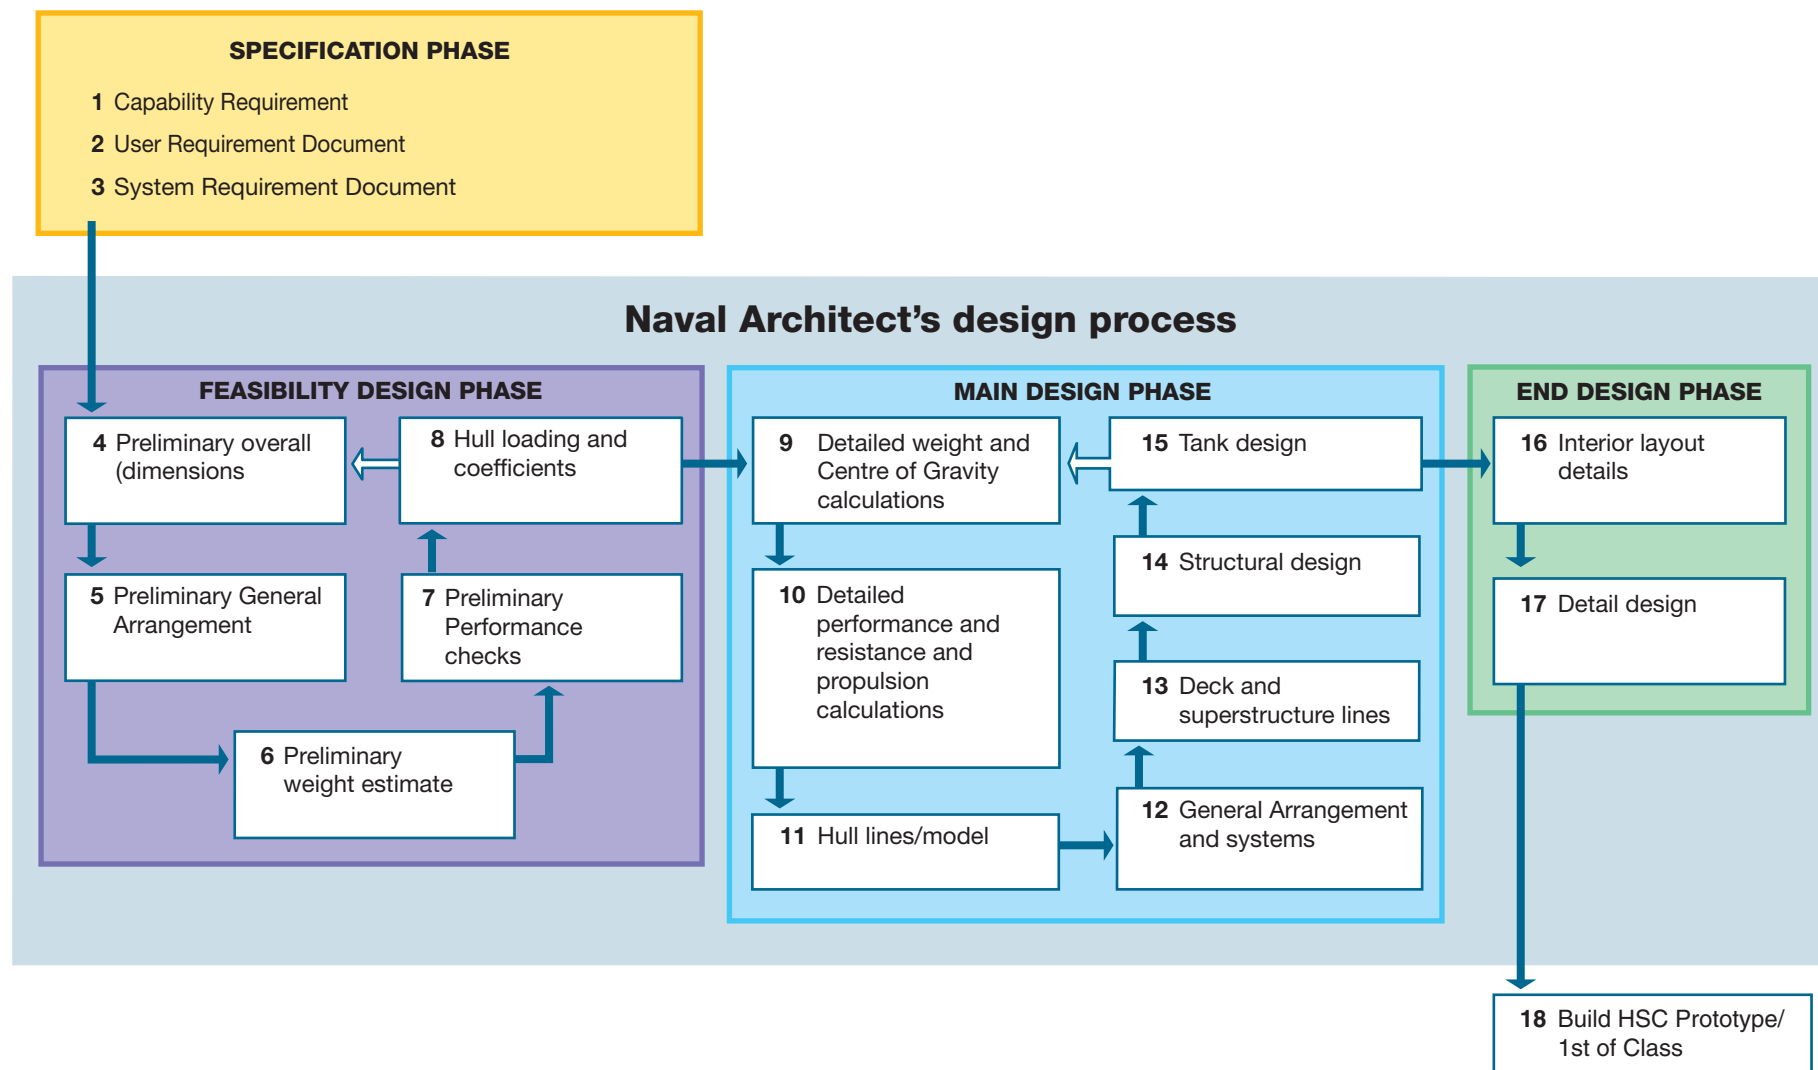 SPECIFICATION PHASE
1 Capability Requirement
2 User Requirement Document
3 System Requirement Document
Naval Architect’s design process
FEASIBILITY DESIGN PHASE
4 Preliminary overall
(dimensions
8 Hull loading and
coefficients
5 Preliminary General
Arrangement
7 Preliminary
Performance
checks
6 Preliminary
weight estimate
MAIN DESIGN PHASE
9 Detailed weight and
Centre of Gravity
calculations
15 Tank design
10 Detailed
performance and
resistance and
propulsion
calculations
14 Structural design
13 Deck and
superstructure lines
11 Hull lines/model
12 General Arrangement
and systems
END DESIGN PHASE
16 Interior layout
details
17 Detail design
18 Build HSC Prototype/
1st of Class